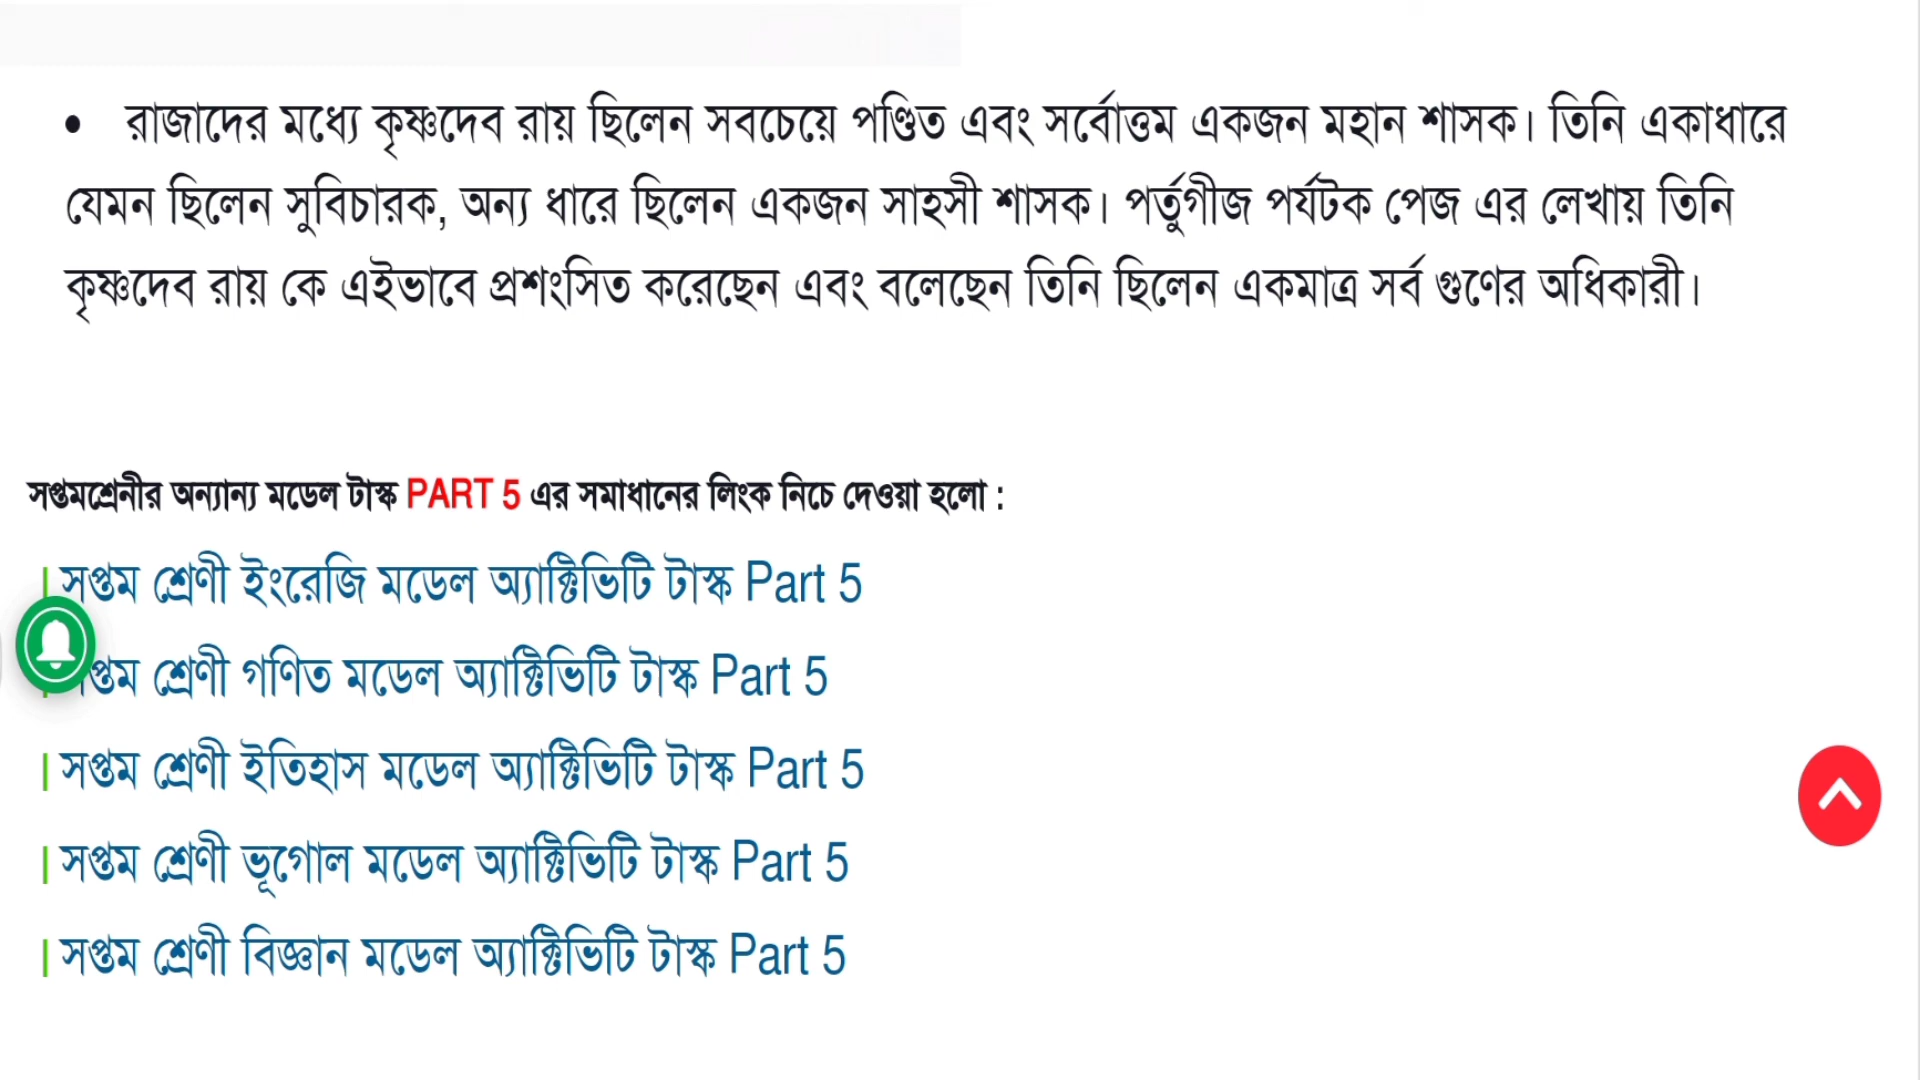 • রাজাদের মধ্যে কৃষ্ণদেব রায় ছিলেন সবচেয়ে পণ্ডিত এবং সর্বোত্তম একজন মহান শাসক। তিনি একাধারে
যেমন ছিলেন সুবিচারক, অন্য ধারে ছিলেন একজন সাহসী শাসক। পর্তুগীজ পর্যটক পেজ এর লেখায় তিনি
কৃষ্ণদেব রায় কে এইভাবে প্রশংসিত করেছেন এবং বলেছেন তিনি ছিলেন একমাত্র সর্ব গুণের অধিকারী।
সপ্তমশ্রেনীর অন্যান্য মডেল টাস্ক PART 5 এর সমাধানের লিংক নিচে দেওয়া হলো :
| সপ্তম শ্রেণী ইংরেজি মডেল অ্যাক্টিভিটি টাস্ক Part 5
প্তম শ্রেণী গণিত মডেল অ্যাক্টিভিটি টাস্ক Part 5
| সপ্তম শ্রেণী ইতিহাস মডেল অ্যাক্টিভিটি টাস্ক Part 5
| সপ্তম শ্রেণী ভূগোল মডেল অ্যাক্টিভিটি টাস্ক Part 5
| সপ্তম শ্রেণী বিজ্ঞান মডেল অ্যাক্টিভিটি টাস্ক Part 5